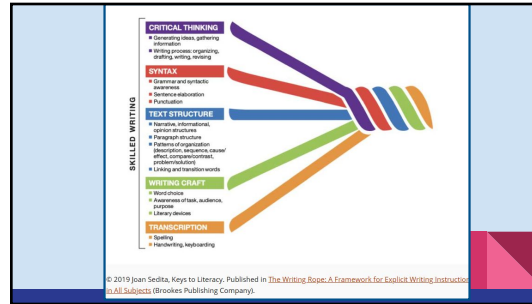 SKILLED WRITING
CRITICAL THINKING
Generating ideas, gathering
information
Writing process: organizing,
drafting, writing, revising
SYNTAX
Grammar and syntactic
awareness
Sentence elaboration
Punctuation
TEXT STRUCTURE
Narrative, informational,
opinion structures
Paragraph structure
Patterns of organization
(description, sequence, cause/
effect, compare/contrast,
problem/solution)
Linking and transition words
WRITING CRAFT
Word choice
Awareness of task, audience,
purpose
Literary devices
TRANSCRIPTION
Spelling
Handwriting, keyboarding
© 2019 Joan Sedita, Keys to Literacy. Published in The Writing Rope: A Framework for Explicit Writing Instruction
in All Subjects (Brookes Publishing Company).